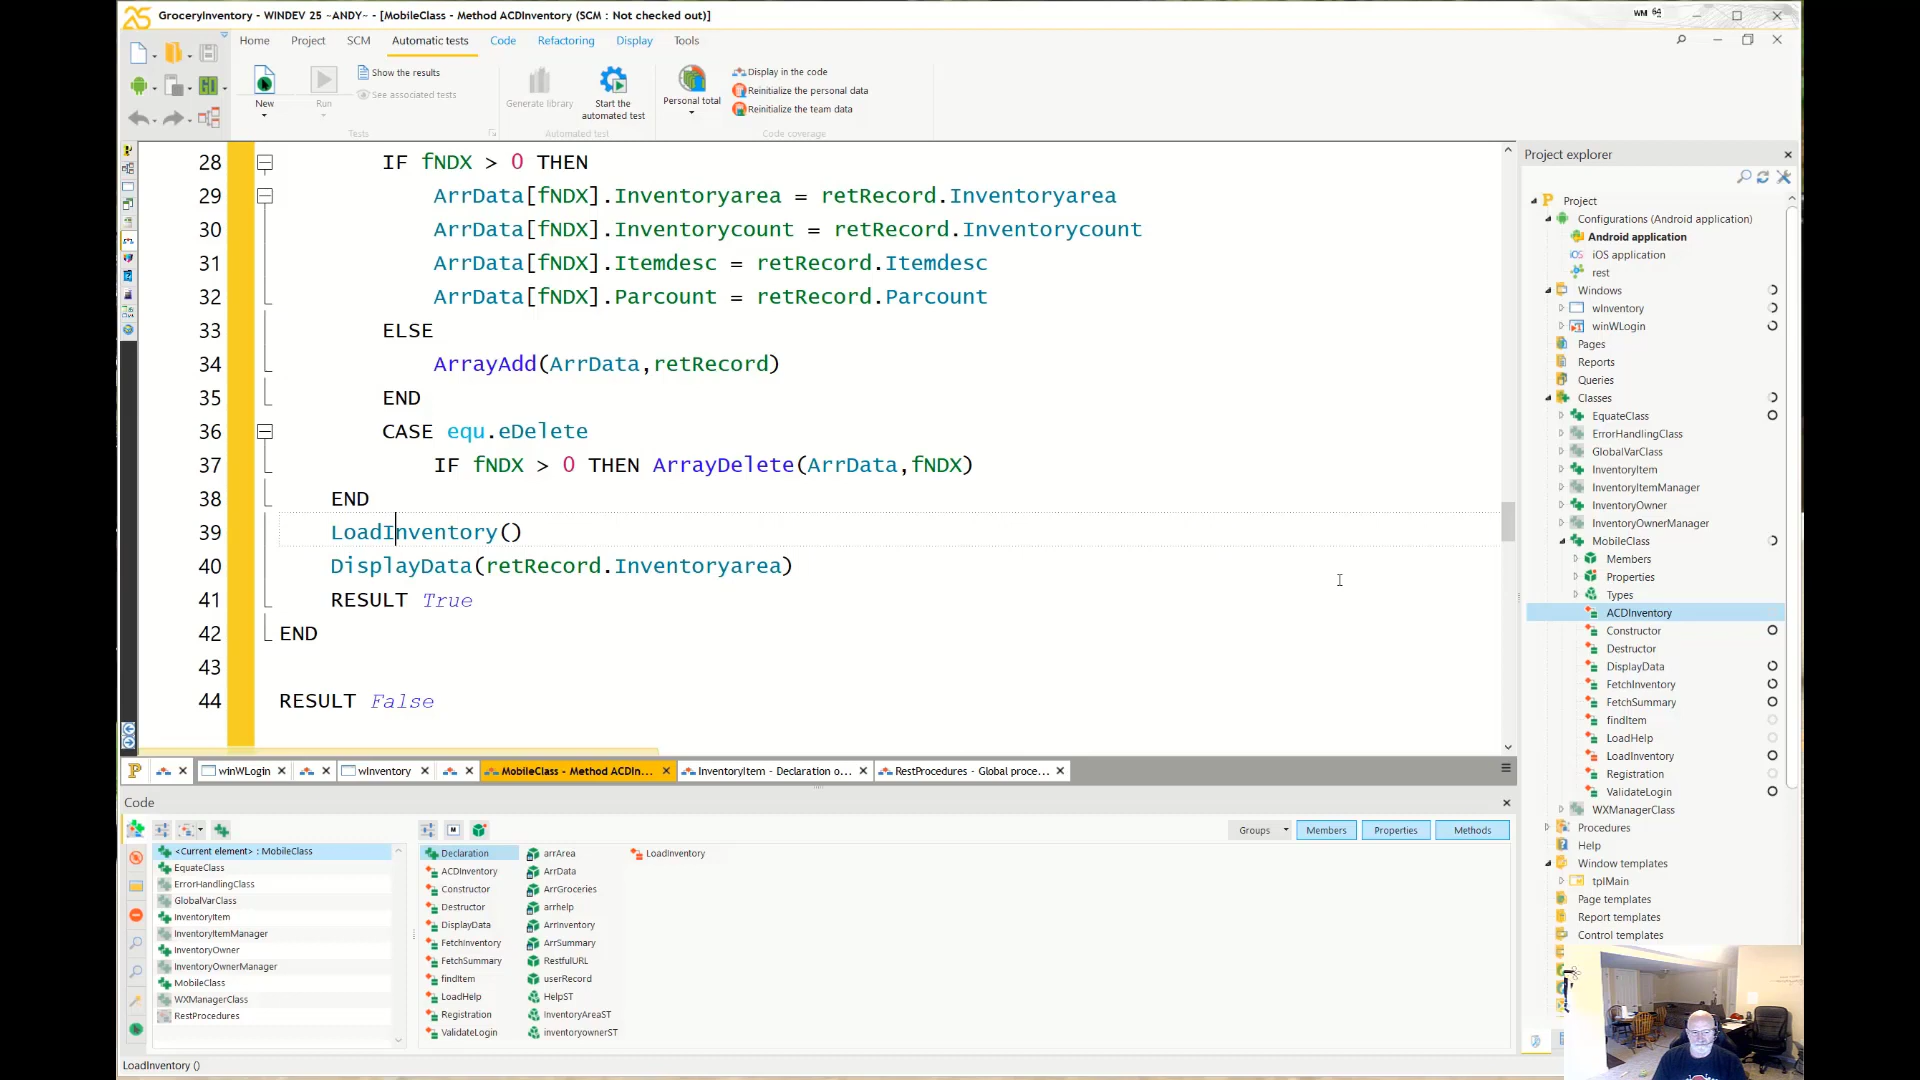 GroceryInventory - WINDEV 25 ~ANDY~ - [MobileClass - Method ACDInventory (SCM : Not checked out)]
WM 64
Home Project SCM Automatic tests Code Refactoring Display Tools
New
Run
Show the results
See associated tests
Tests
Generate library
Start the
automated test
Automated test
Personal total
Display in the code
Reinitialize the personal data
Reinitialize the team data
Code coverage
28 IF fNDX > 0 THEN
29 ArrData[fNDX].Inventoryarea = retRecord.Inventoryarea
30 ArrData[fNDX].Inventorycount = retRecord.Inventorycount
31 ArrData[fNDX].Itemdesc = retRecord.Itemdesc
32 ArrData[fNDX].Parcount = retRecord.Parcount
33 ELSE
34 ArrayAdd(ArrData,retRecord)
35 END
36 CASE equ.eDelete
37 IF fNDX > 0 THEN ArrayDelete(ArrData,fNDX)
38 END
39 LoadInventory()
40 DisplayData(retRecord.Inventoryarea)
41 RESULT True
42 END
43
44 RESULT False
winWLogin wInventory MobileClass - Method ACDIn... InventoryItem - Declaration o... RestProcedures - Global proce...
Code
Groups Members Properties Methods
<Current element> : MobileClass
EquateClass
ErrorHandlingClass
GlobalVarClass
InventoryItem
InventoryItemManager
InventoryOwner
InventoryOwnerManager
MobileClass
WXManagerClass
RestProcedures
Declaration
ACDInventory
Constructor
Destructor
DisplayData
FetchInventory
FetchSummary
findItem
LoadHelp
Registration
ValidateLogin
arrArea
ArrData
ArrGroceries
arrhelp
ArrInventory
ArrSummary
RestfulURL
userRecord
HelpST
InventoryAreaST
inventoryownerST
LoadInventory
LoadInventory ()
Project explorer
Project
Configurations (Android application)
Android application
iOS application
rest
Windows
wInventory
winWLogin
Pages
Reports
Queries
Classes
EquateClass
ErrorHandlingClass
GlobalVarClass
InventoryItem
InventoryItemManager
InventoryOwner
InventoryOwnerManager
MobileClass
Members
Properties
Types
ACDInventory
Constructor
Destructor
DisplayData
FetchInventory
FetchSummary
findItem
LoadHelp
LoadInventory
Registration
ValidateLogin
WXManagerClass
Procedures
Help
Window templates
tplMain
Page templates
Report templates
Control templates